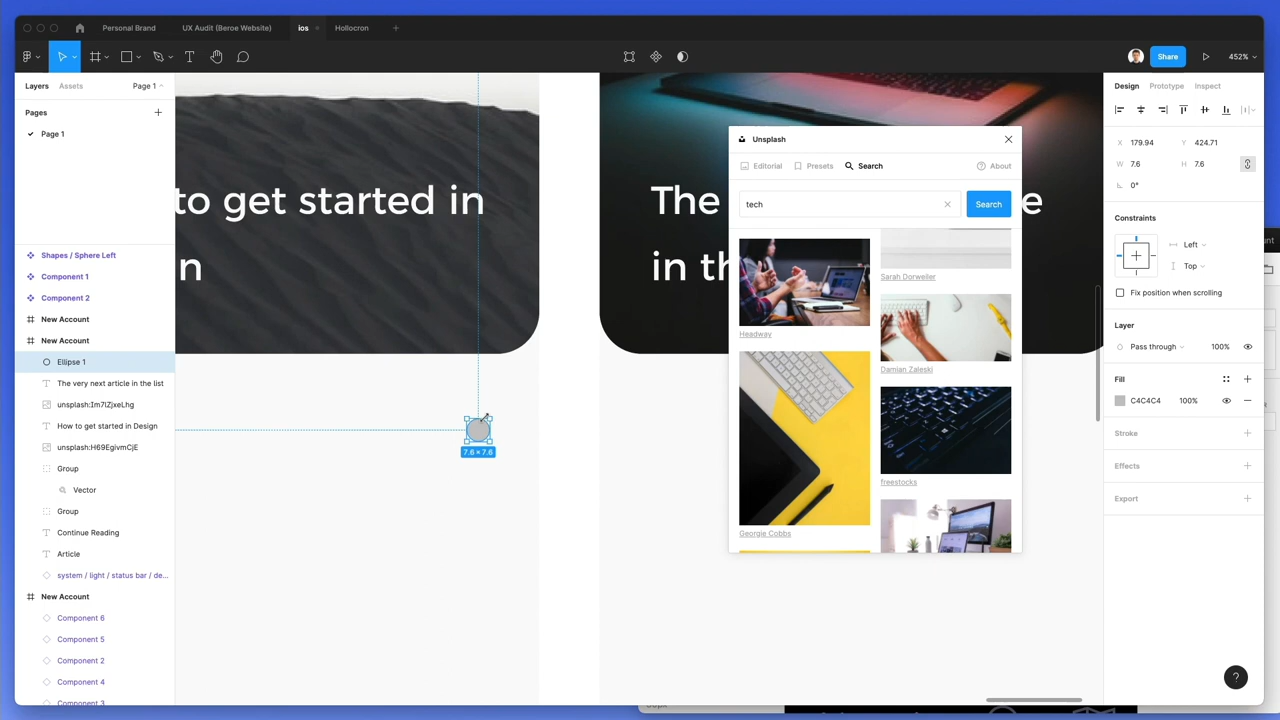 Personal Brand
UX Audit (Beroe Website)
ios
Hollocron
Share
452%
Layers
Assets
Page 1
Pages
Page 1
Shapes / Sphere Left
Component 1
Component 2
New Account
New Account
Ellipse 1
The very next article in the list
unsplash:Im7lZjxeLhg
How to get started in Design
unsplash:H69EgivmCjE
Group
Vector
Group
Continue Reading
Article
system / light / status bar / de...
New Account
Component 6
Component 5
Component 2
Component 4
Component 3
to get started in
n
7.6 × 7.6
The
e
in th
Unsplash
Editorial
Presets
Search
About
tech
Search
Headway
Georgie Cobbs
Sarah Dorweiler
Damian Zaleski
freestocks
Design
Prototype
Inspect
X
179.94
Y
424.71
W
7.6
H
7.6
0°
Constraints
Left
Top
Fix position when scrolling
Layer
Pass through
100%
Fill
C4C4C4
100%
Stroke
Effects
Export
?
unt